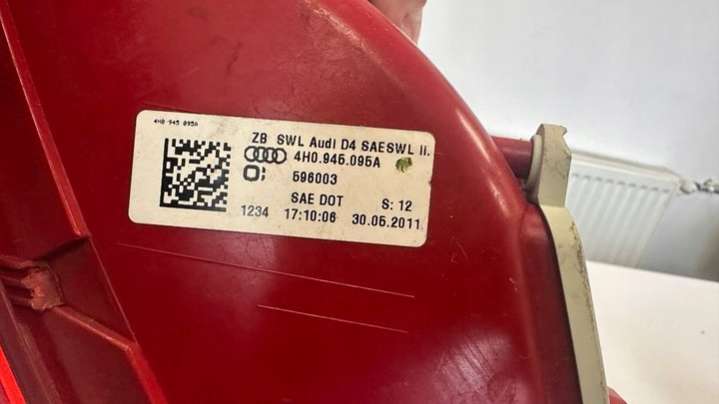 4H0 945 095A
ZB SWL Audi D4 SAESWL li.
4H0.945.095A
596003
SAE DOT S: 12
1234 17:10:06 30.05.2011